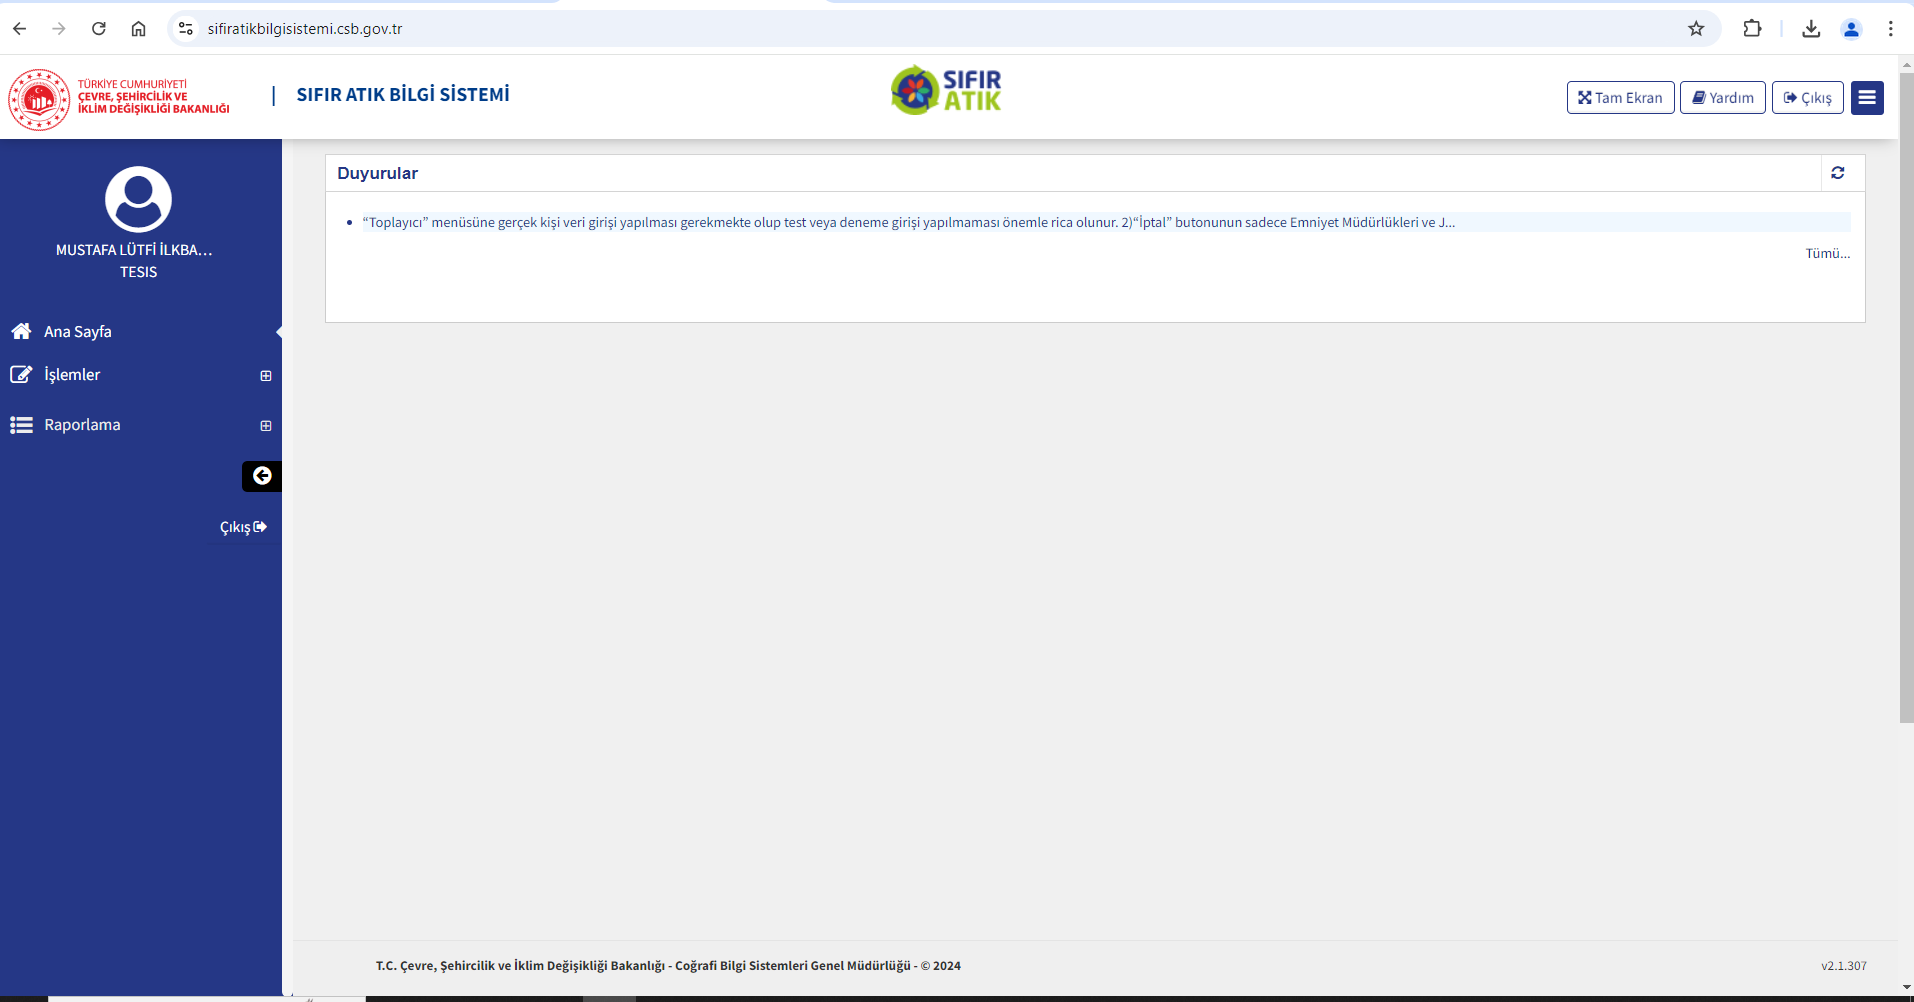 sifiratikbilgisistemi.csb.gov.tr
TÜRKİYE CUMHURİYETİ
ÇEVRE, ŞEHİRCİLİK VE
İKLİM DEĞİŞİKLİĞİ BAKANLIĞI
SIFIR ATIK BİLGİ SİSTEMİ
SIFIR
ATIK
Tam Ekran
Yardım
Çıkış
MUSTAFA LÜTFİ İLKBA...
TESIS
Ana Sayfa
İşlemler
Raporlama
Çıkış
Duyurular
“Toplayıcı” menüsüne gerçek kişi veri girişi yapılması gerekmekte olup test veya deneme girişi yapılmaması önemle rica olunur. 2)“İptal” butonunun sadece Emniyet Müdürlükleri ve J...
Tümü...
T.C. Çevre, Şehircilik ve İklim Değişikliği Bakanlığı - Coğrafi Bilgi Sistemleri Genel Müdürlüğü - © 2024
v2.1.307